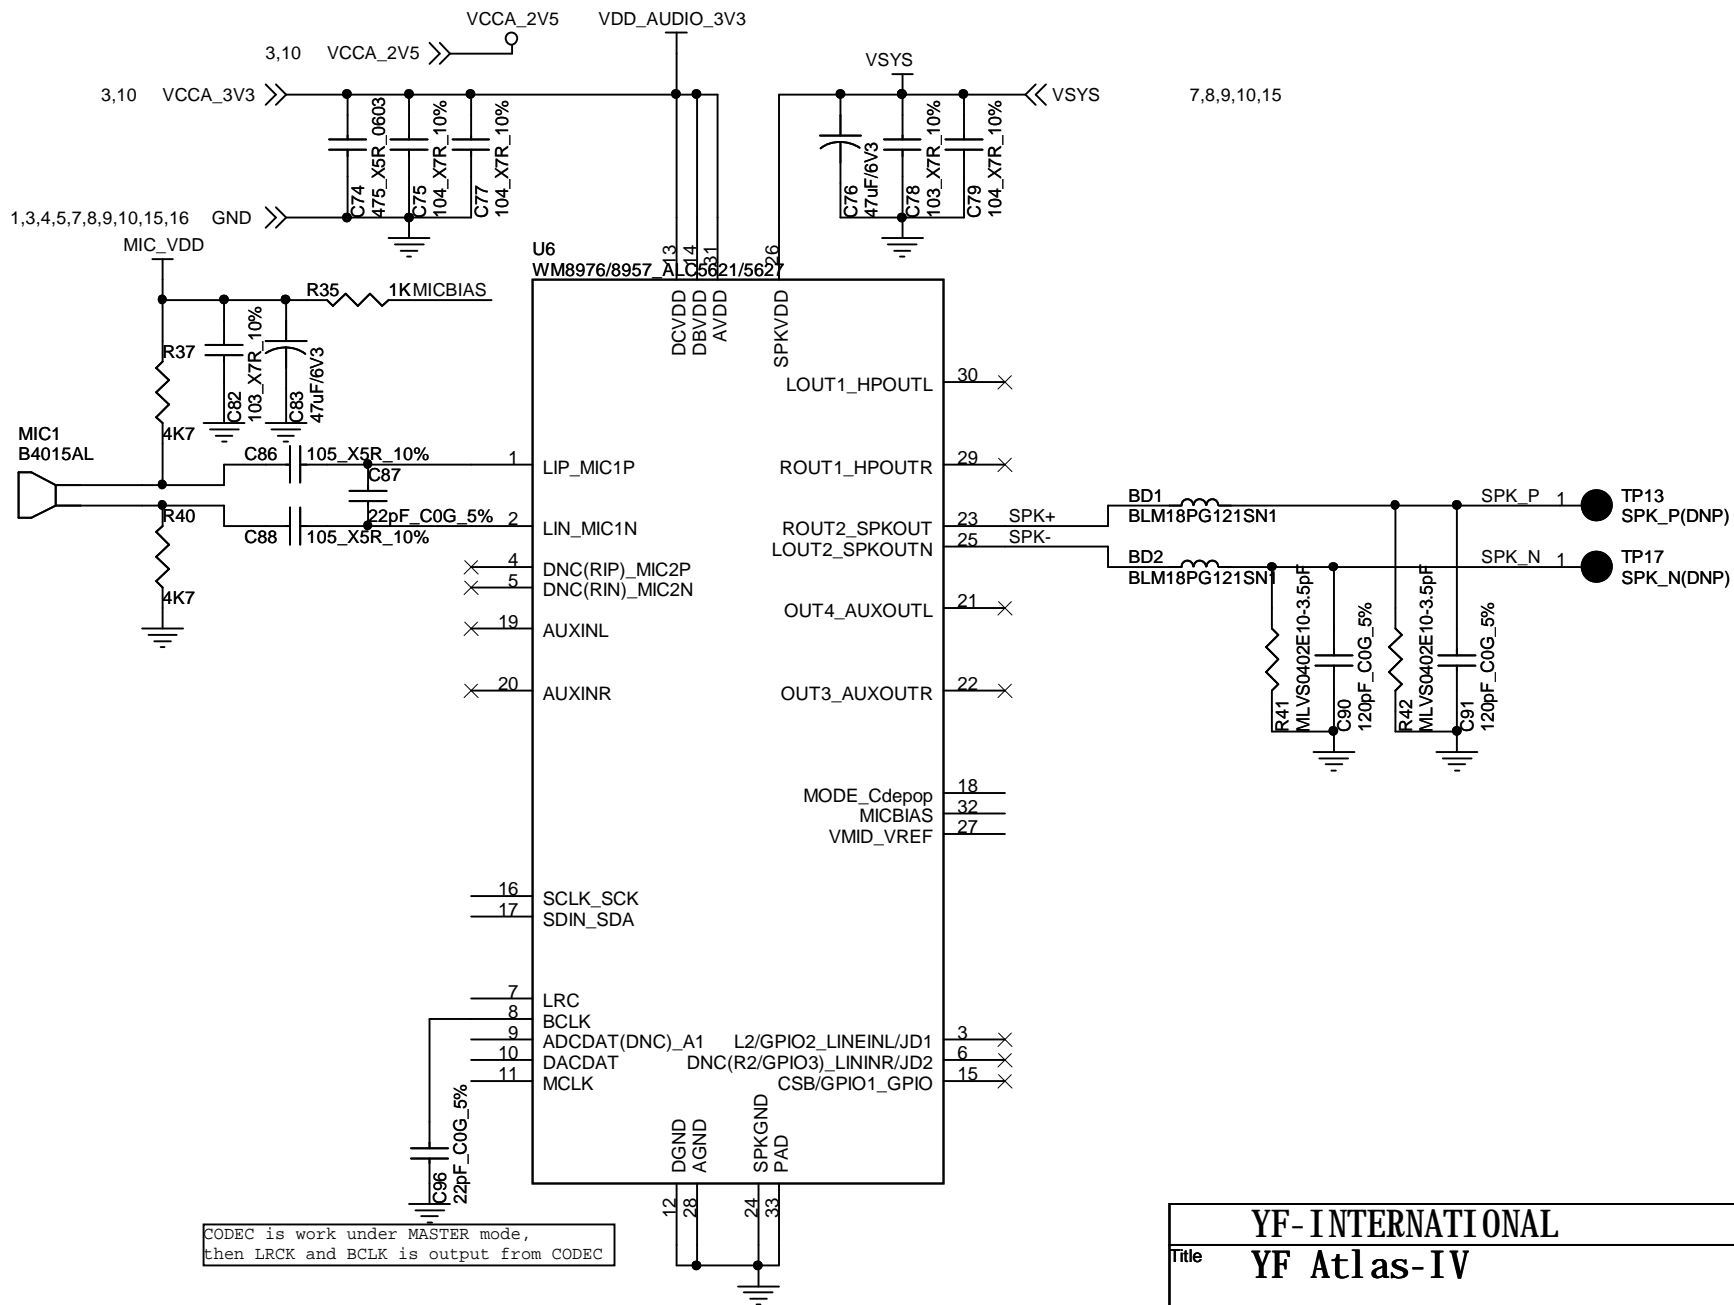 VCCA_2V5
VDD_AUDIO_3V3
3,10 VCCA_2V5
VSYS
3,10 VCCA_3V3
VSYS 7,8,9,10,15
C74
475_X5R_0603
C75
104_X7R_10%
C77
104_X7R_10%
C76
47uF/6V3
C78
103_X7R_10%
C79
104_X7R_10%
1,3,4,5,7,8,9,10,15,16 GND
MIC_VDD
U6
WM8976/8957_ALC5621/5627
13
14
31
26
DCVDD
DBVDD
AVDD
SPKVDD
R35 1K MICBIAS
R37
4K7
C82
103_X7R_10%
C83
47uF/6V3
MIC1
B4015AL
C86 105_X5R_10%
C87
22pF_C0G_5%
R40
4K7
C88 105_X5R_10%
1 LIP_MIC1P
2 LIN_MIC1N
4 DNC(RIP)_MIC2P
5 DNC(RIN)_MIC2N
19 AUXINL
20 AUXINR
16 SCLK_SCK
17 SDIN_SDA
7 LRC
8 BCLK
9 ADCDAT(DNC)_A1
10 DACDAT
11 MCLK
LOUT1_HPOUTL 30
ROUT1_HPOUTR 29
ROUT2_SPKOUT 23 SPK+
LOUT2_SPKOUTN 25 SPK-
OUT4_AUXOUTL 21
OUT3_AUXOUTR 22
MODE_Cdepop 18
MICBIAS 32
VMID_VREF 27
L2/GPIO2_LINEINL/JD1 3
DNC(R2/GPIO3)_LININR/JD2 6
CSB/GPIO1_GPIO 15
BD1
BLM18PG121SN1
SPK_P 1
TP13
SPK_P(DNP)
BD2
BLM18PG121SN1
SPK_N 1
TP17
SPK_N(DNP)
R41
MLVS0402E10-3.5pF
C90
120pF_C0G_5%
R42
MLVS0402E10-3.5pF
C91
120pF_C0G_5%
C96
22pF_C0G_5%
DGND
AGND
SPKGND
PAD
12
28
24
33
CODEC is work under MASTER mode,
then LRCK and BCLK is output from CODEC
YF-INTERNATIONAL
Title YF Atlas-IV